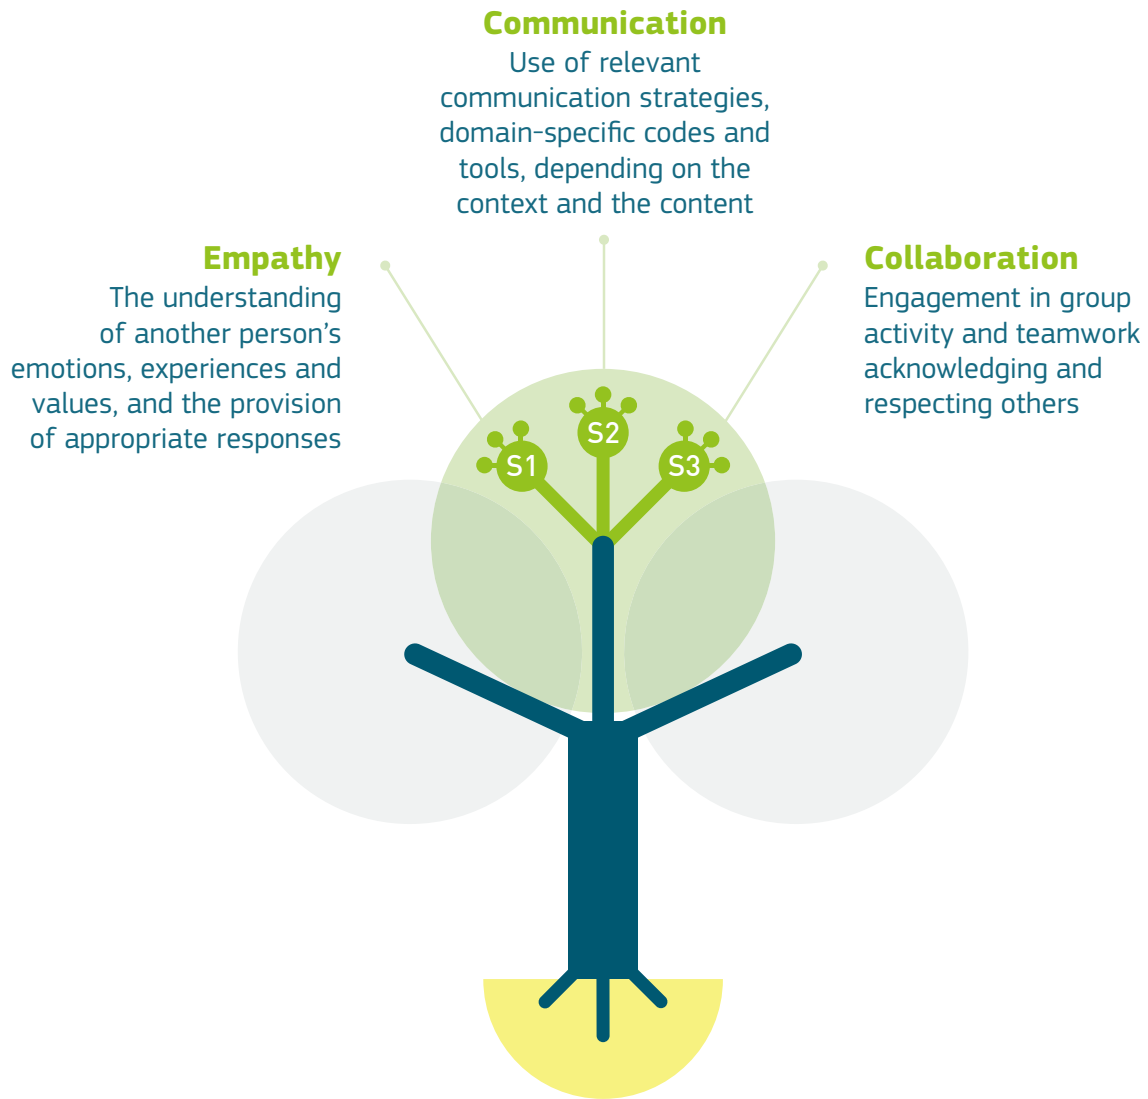 Communication
Use of relevant
communication strategies,
domain-specific codes and
tools, depending on the
context and the content
Empathy
The understanding
of another person's
emotions, experiences and
values, and the provision
of appropriate responses
Collaboration
Engagement in group
activity and teamwork
acknowledging and
respecting others
S1
S2
S3